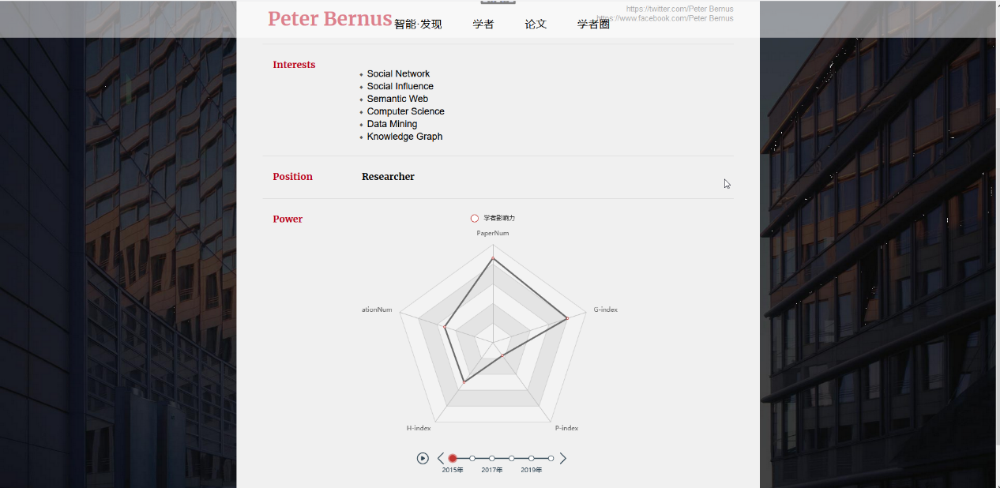 Peter Bernus
智能·发现 学者 论文 学者圈
https://twitter.com/Peter Bernus
https://www.facebook.com/Peter Bernus
Interests
Social Network
Social Influence
Semantic Web
Computer Science
Data Mining
Knowledge Graph
Position Researcher
Power
学者影响力
PaperNum
ationNum
G-index
H-index
P-index
2015年 2017年 2019年